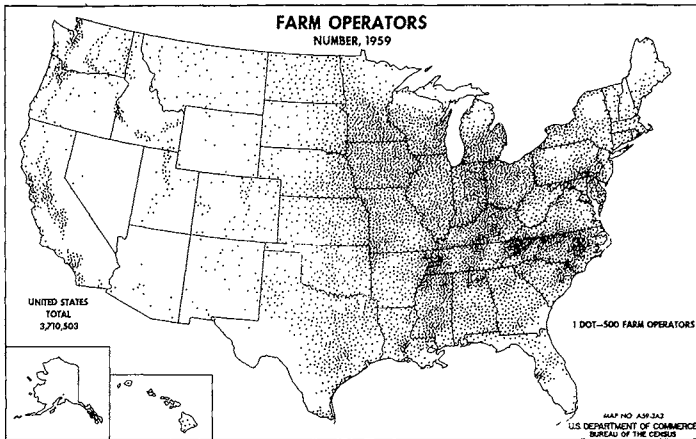 FARM OPERATORS
NUMBER, 1959
UNITED STATES
TOTAL
3,710,503
1 DOT—500 FARM OPERATORS
MAP NO. A59-3A2
U.S. DEPARTMENT OF COMMERCE
BUREAU OF THE CENSUS